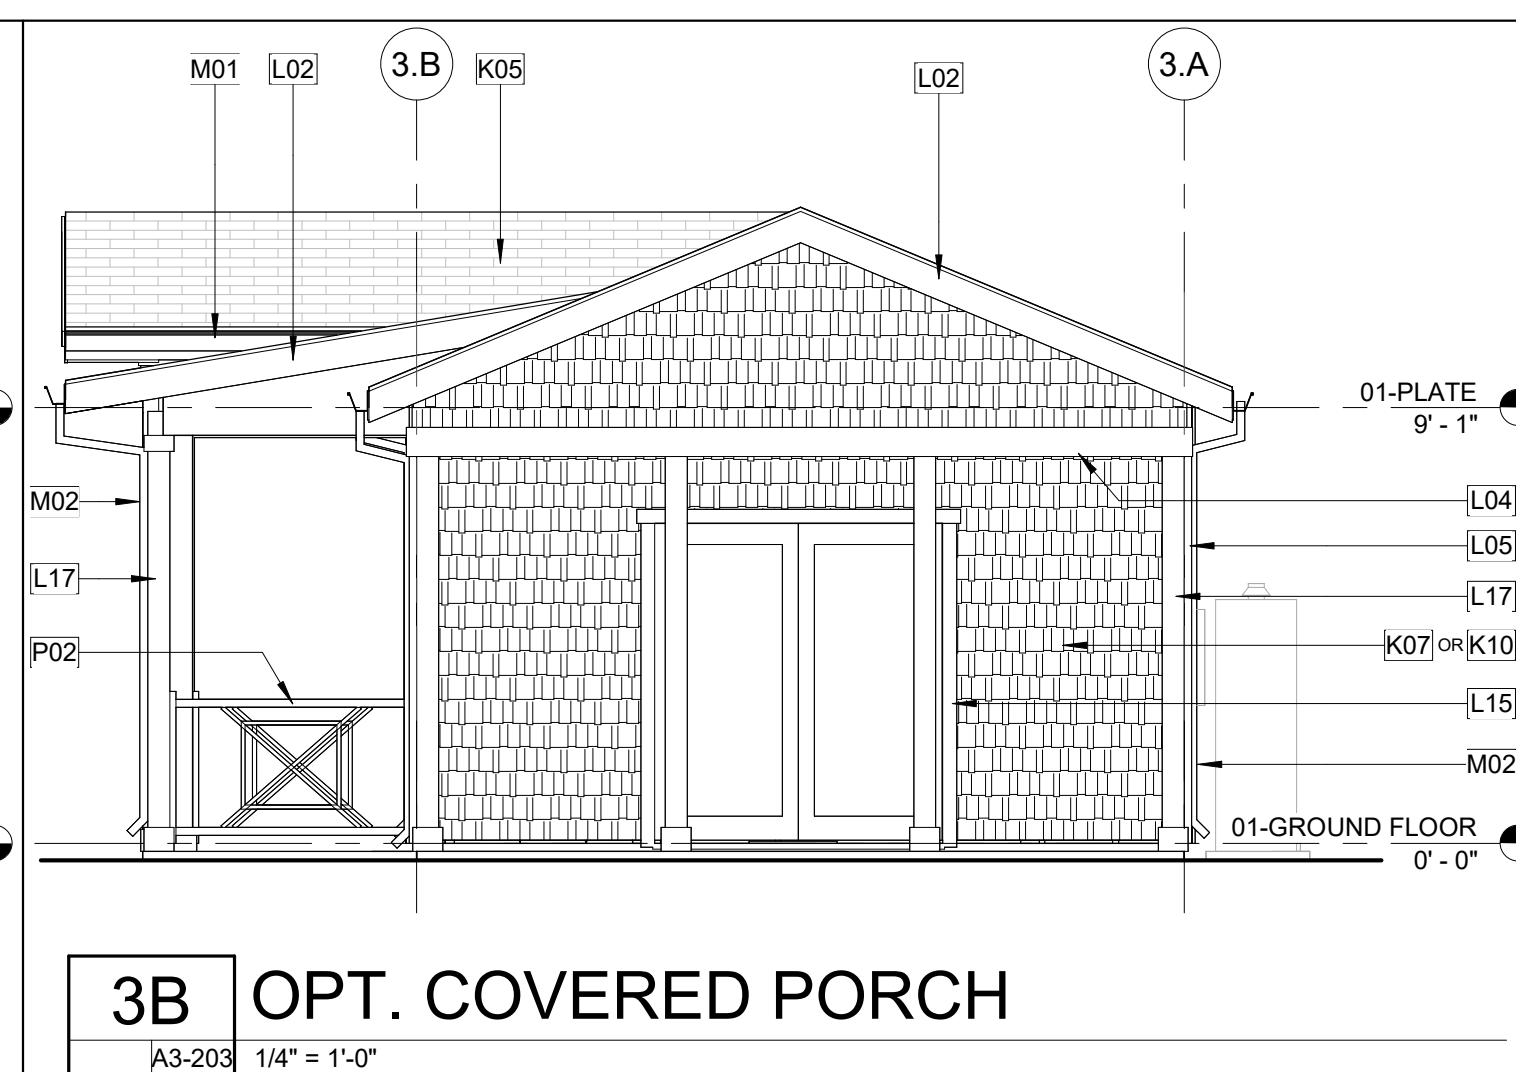 M01
L02
3.B
K05
L02
3.A
01-PLATE
9' - 1"
M02
L04
L05
L17
L17
K07 OR K10
P02
L15
M02
01-GROUND FLOOR
0' - 0"
3B
OPT. COVERED PORCH
A3-203
1/4" = 1'-0"